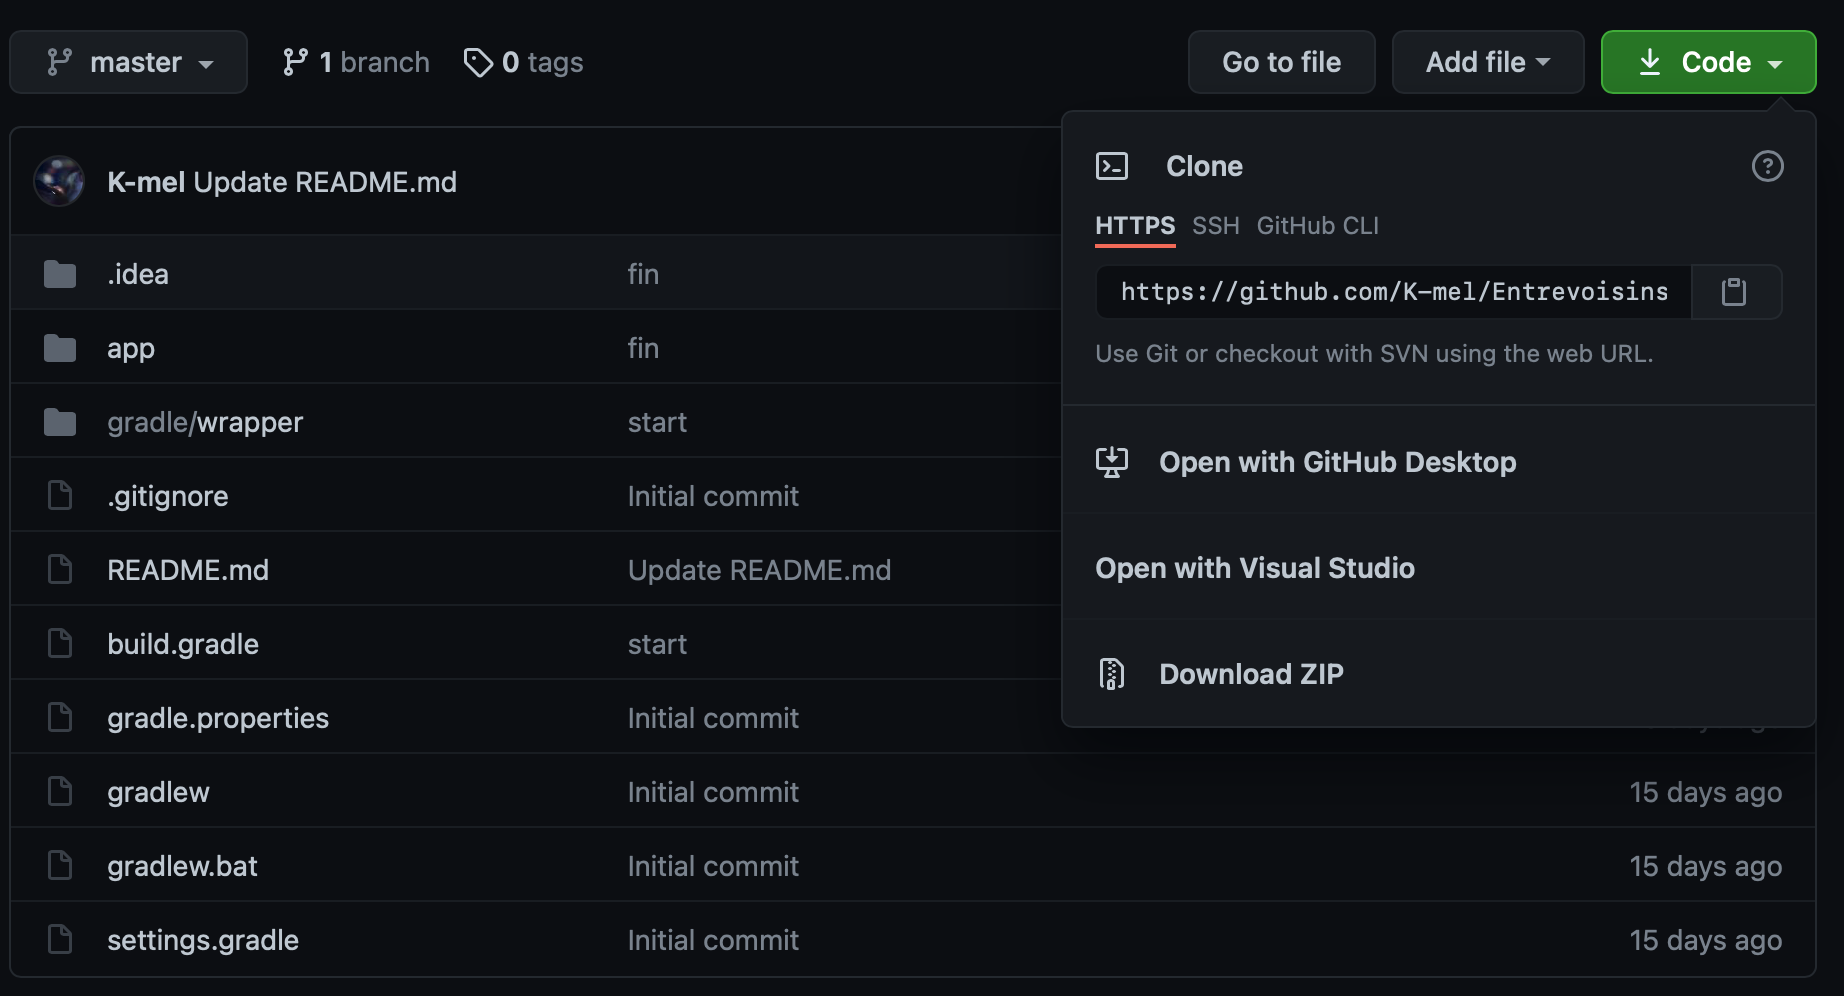 master 1 branch 0 tags Go to file Add file Code
K-mel Update README.md
Clone
HTTPS SSH GitHub CLI
https://github.com/K-mel/Entrevoisins
Use Git or checkout with SVN using the web URL.
Open with GitHub Desktop
Open with Visual Studio
Download ZIP
.idea fin
app fin
gradle/wrapper start
.gitignore Initial commit
README.md Update README.md
build.gradle start
gradle.properties Initial commit
gradlew Initial commit 15 days ago
gradlew.bat Initial commit 15 days ago
settings.gradle Initial commit 15 days ago